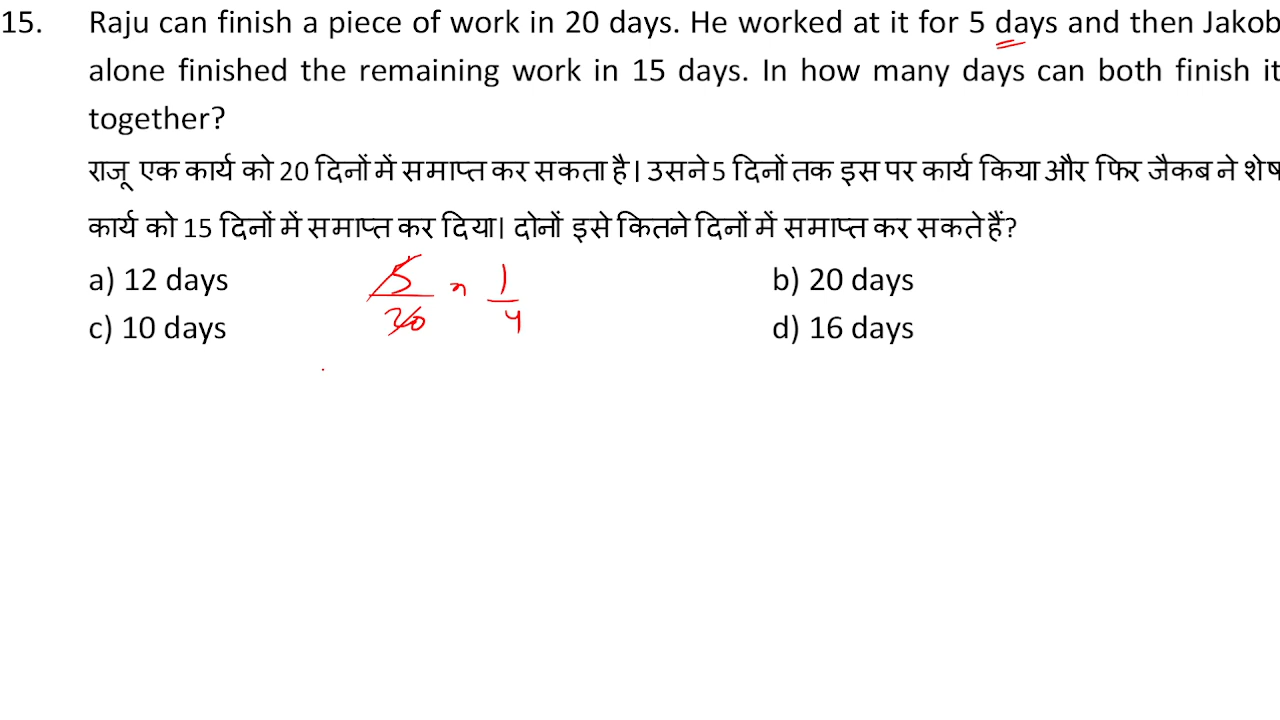 15. Raju can finish a piece of work in 20 days. He worked at it for 5 days and then Jakob
alone finished the remaining work in 15 days. In how many days can both finish it
together?
राजू एक कार्य को 20 दिनों में समाप्त कर सकता है। उसने 5 दिनों तक इस पर कार्य किया और फिर जैकब ने शेष
कार्य को 15 दिनों में समाप्त कर दिया। दोनों इसे कितने दिनों में समाप्त कर सकते हैं?
a) 12 days b) 20 days
c) 10 days d) 16 days
5/20 = 1/4